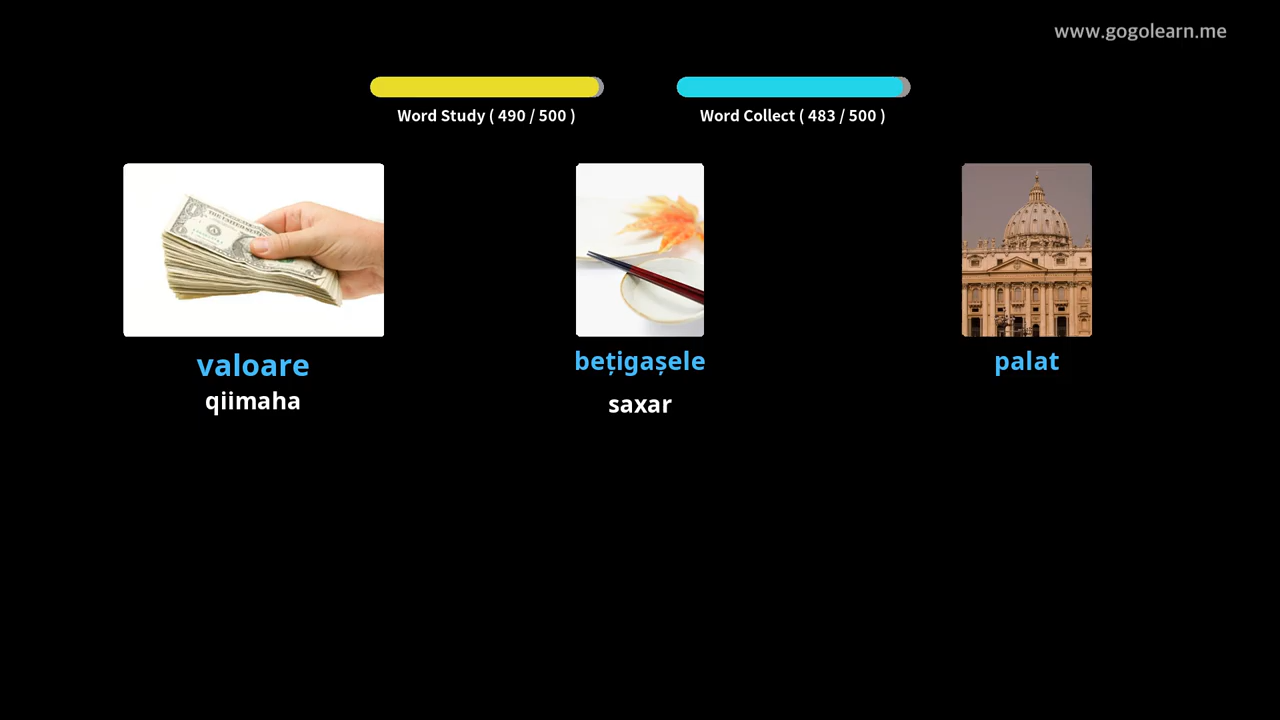 www.gogolearn.me
Word Study ( 490 / 500 )
Word Collect ( 483 / 500 )
valoare
qiimaha
bețigașele
saxar
palat